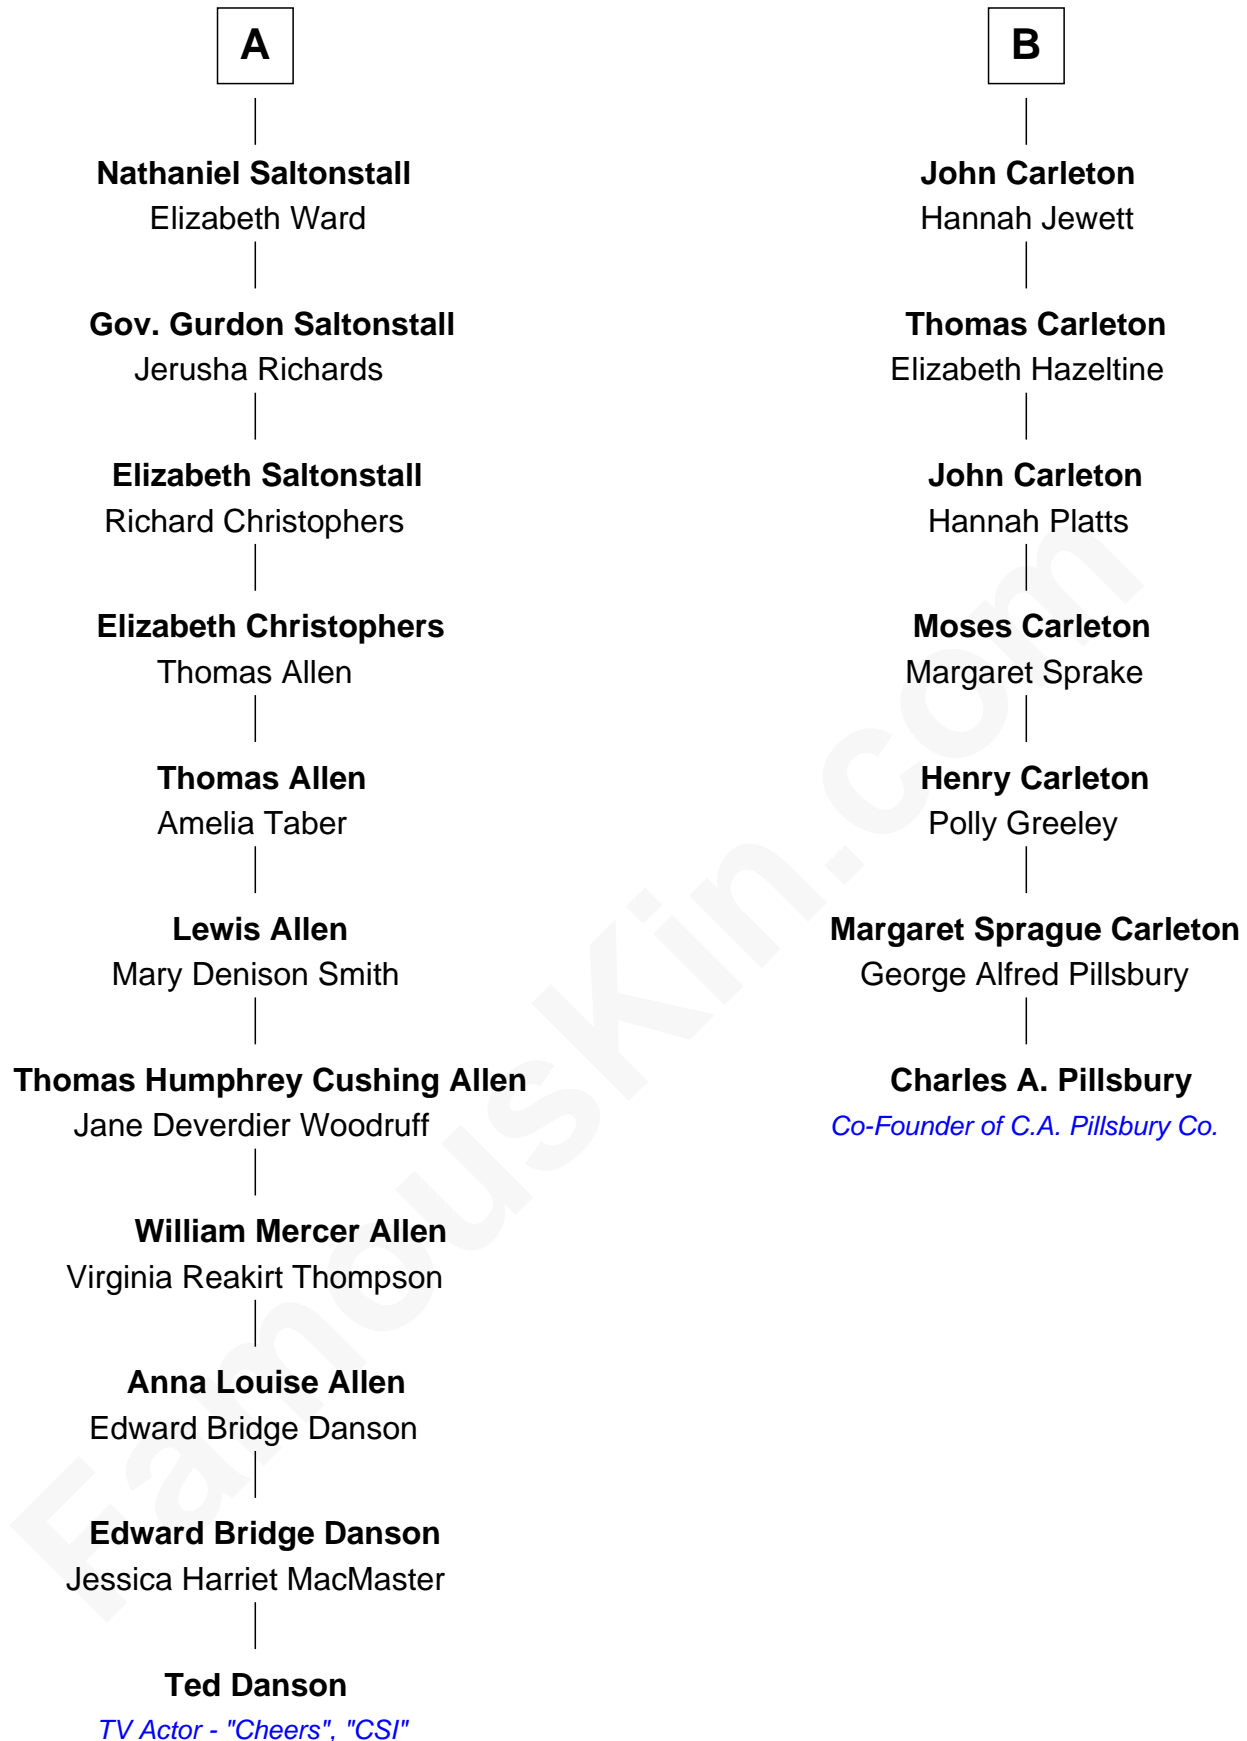 A
Nathaniel Saltonstall
Elizabeth Ward
Gov. Gurdon Saltonstall
Jerusha Richards
Elizabeth Saltonstall
Richard Christophers
Elizabeth Christophers
Thomas Allen
Thomas Allen
Amelia Taber
Lewis Allen
Mary Denison Smith
Thomas Humphrey Cushing Allen
Jane Deverdier Woodruff
William Mercer Allen
Virginia Reakirt Thompson
Anna Louise Allen
Edward Bridge Danson
Edward Bridge Danson
Jessica Harriet MacMaster
Ted Danson
TV Actor - "Cheers", "CSI"
B
John Carleton
Hannah Jewett
Thomas Carleton
Elizabeth Hazeltine
John Carleton
Hannah Platts
Moses Carleton
Margaret Sprake
Henry Carleton
Polly Greeley
Margaret Sprague Carleton
George Alfred Pillsbury
Charles A. Pillsbury
Co-Founder of C.A. Pillsbury Co.
FamousKin.com